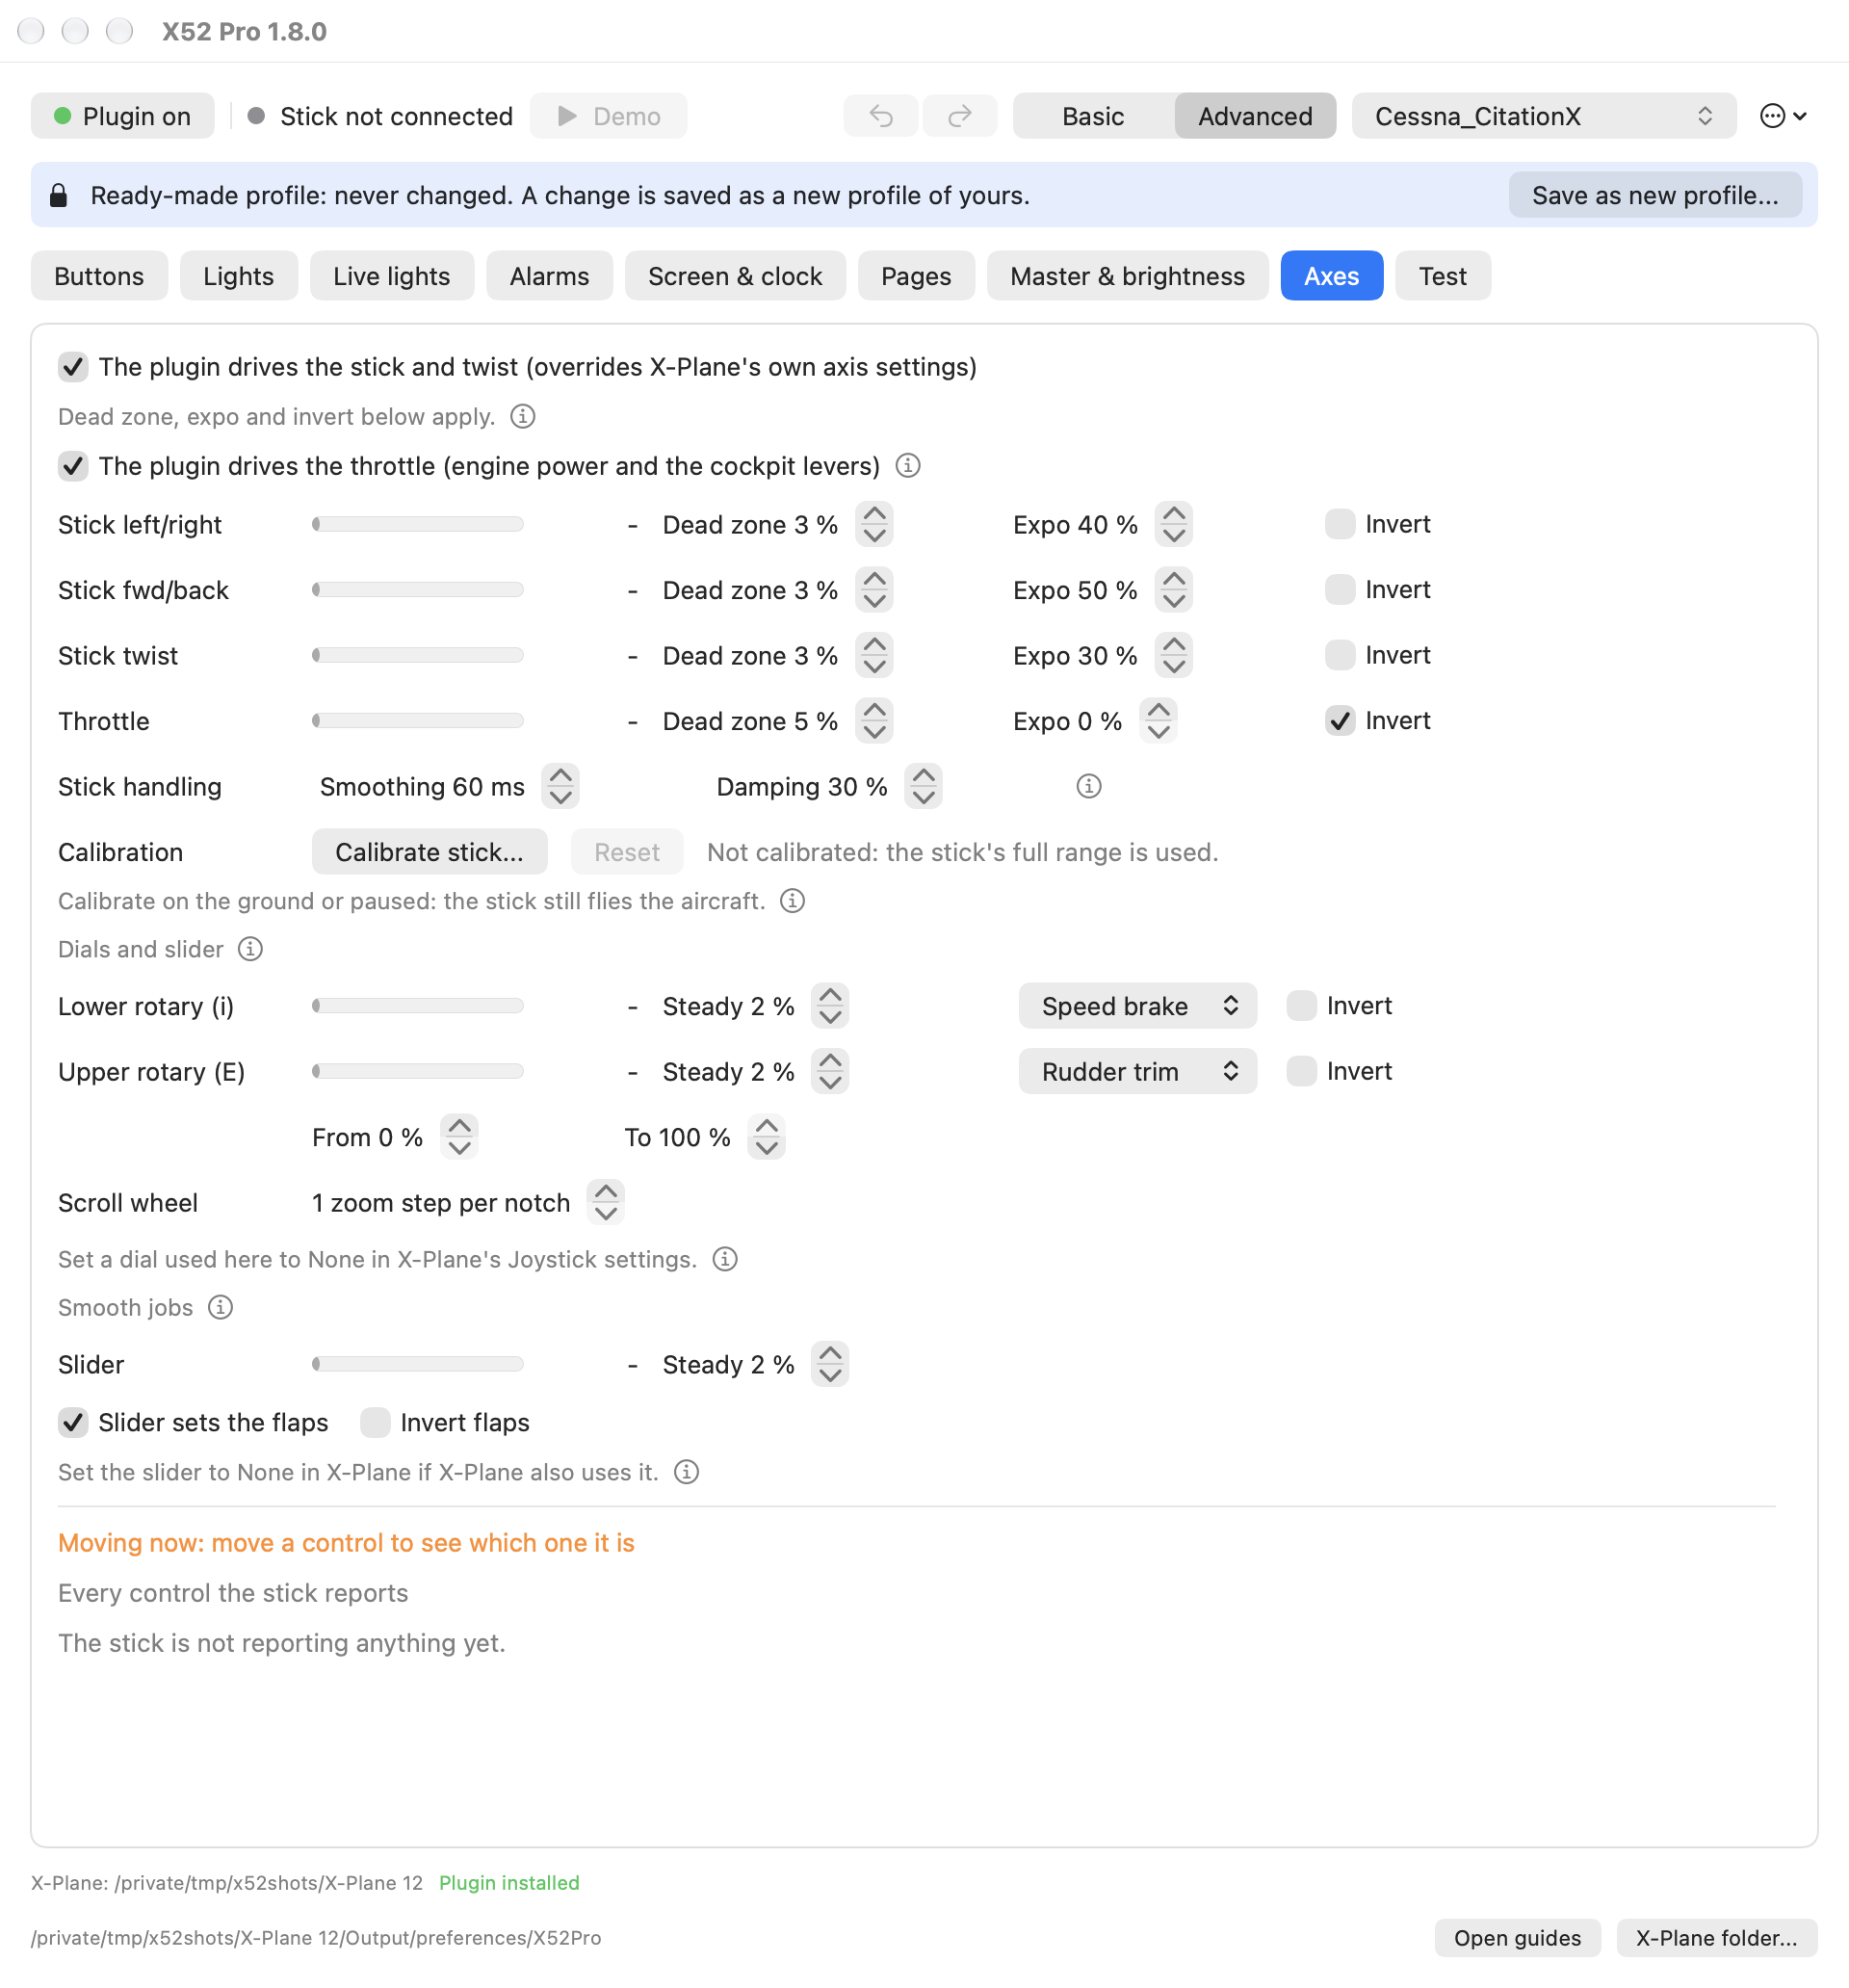 X52 Pro 1.8.0
Plugin on
Stick not connected
Demo
Basic
Advanced
Cessna_CitationX
Ready-made profile: never changed. A change is saved as a new profile of yours.
Save as new profile...
Buttons
Lights
Live lights
Alarms
Screen & clock
Pages
Master & brightness
Axes
Test
The plugin drives the stick and twist (overrides X-Plane's own axis settings)
Dead zone, expo and invert below apply.
The plugin drives the throttle (engine power and the cockpit levers)
Stick left/right - Dead zone 3 % Expo 40 % Invert
Stick fwd/back - Dead zone 3 % Expo 50 % Invert
Stick twist - Dead zone 3 % Expo 30 % Invert
Throttle - Dead zone 5 % Expo 0 % Invert
Stick handling Smoothing 60 ms Damping 30 %
Calibration Calibrate stick... Reset Not calibrated: the stick's full range is used.
Calibrate on the ground or paused: the stick still flies the aircraft.
Dials and slider
Lower rotary (i) - Steady 2 % Speed brake Invert
Upper rotary (E) - Steady 2 % Rudder trim Invert
From 0 % To 100 %
Scroll wheel 1 zoom step per notch
Set a dial used here to None in X-Plane's Joystick settings.
Smooth jobs
Slider - Steady 2 %
Slider sets the flaps Invert flaps
Set the slider to None in X-Plane if X-Plane also uses it.
Moving now: move a control to see which one it is
Every control the stick reports
The stick is not reporting anything yet.
X-Plane: /private/tmp/x52shots/X-Plane 12 Plugin installed
/private/tmp/x52shots/X-Plane 12/Output/preferences/X52Pro
Open guides
X-Plane folder...